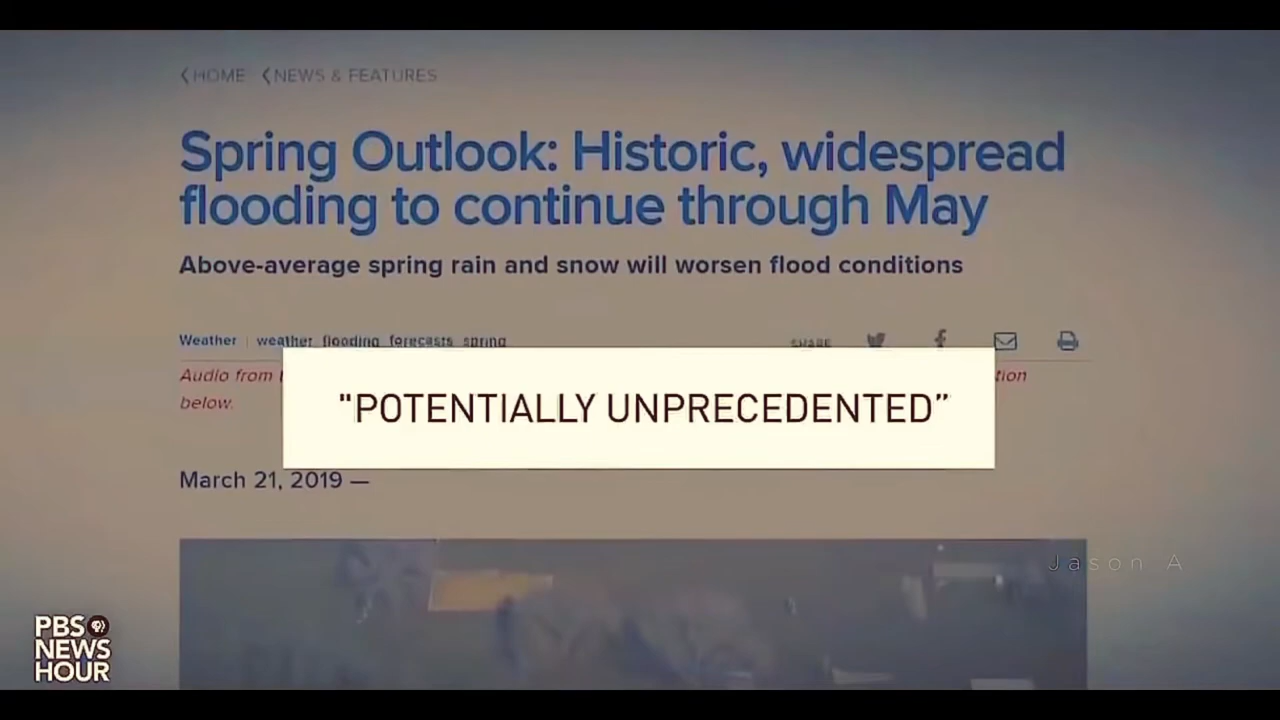 HOME NEWS & FEATURES
Spring Outlook: Historic, widespread
flooding to continue through May
Above-average spring rain and snow will worsen flood conditions
Weather weather flooding forecasts spring SHARE
Audio from
below.
"POTENTIALLY UNPRECEDENTED”
March 21, 2019 —
Jason A
PBS
NEWS
HOUR